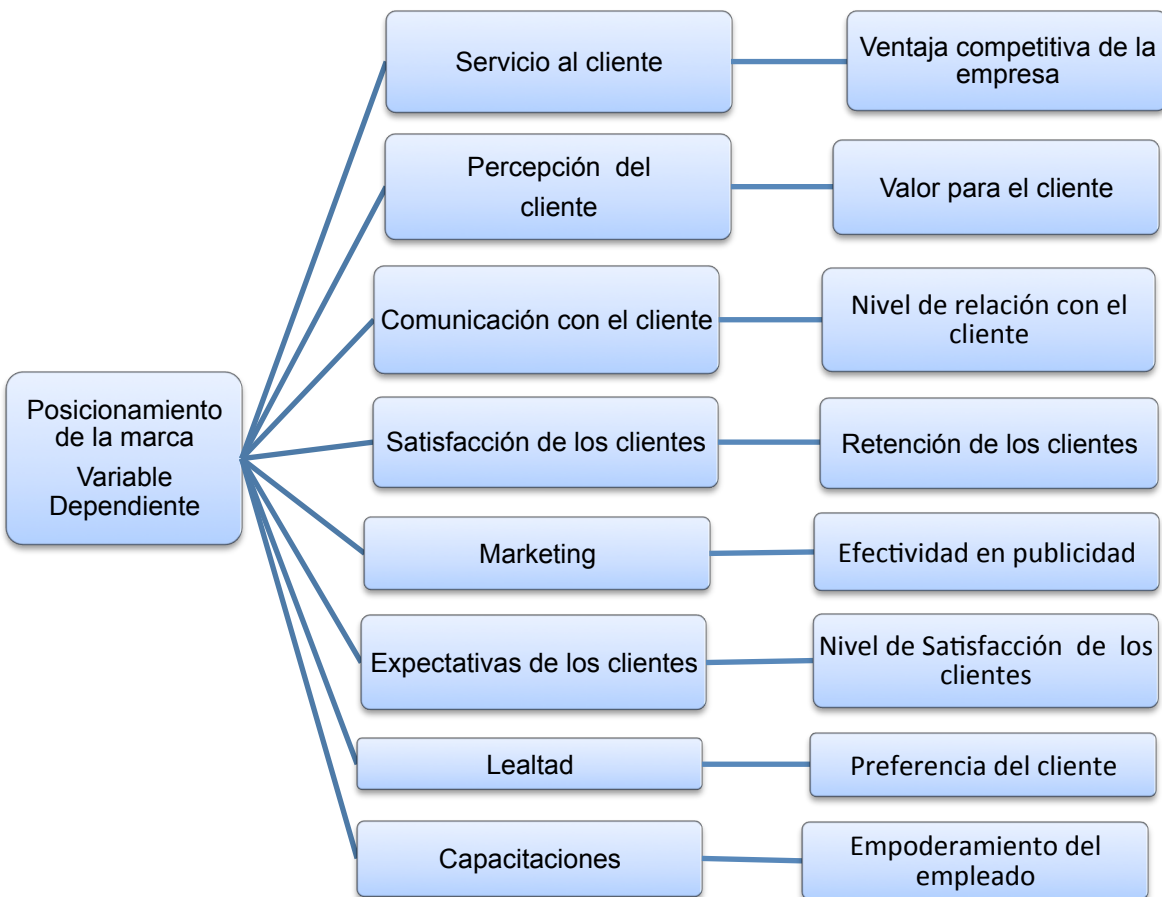 Posicionamiento
de la marca
Variable
Dependiente
Servicio al cliente
Ventaja competitiva de la
empresa
Percepción del
cliente
Valor para el cliente
Comunicación con el cliente
Nivel de relación con el
cliente
Satisfacción de los clientes
Retención de los clientes
Marketing
Efectividad en publicidad
Expectativas de los clientes
Nivel de Satisfacción de los
clientes
Lealtad
Preferencia del cliente
Capacitaciones
Empoderamiento del
empleado